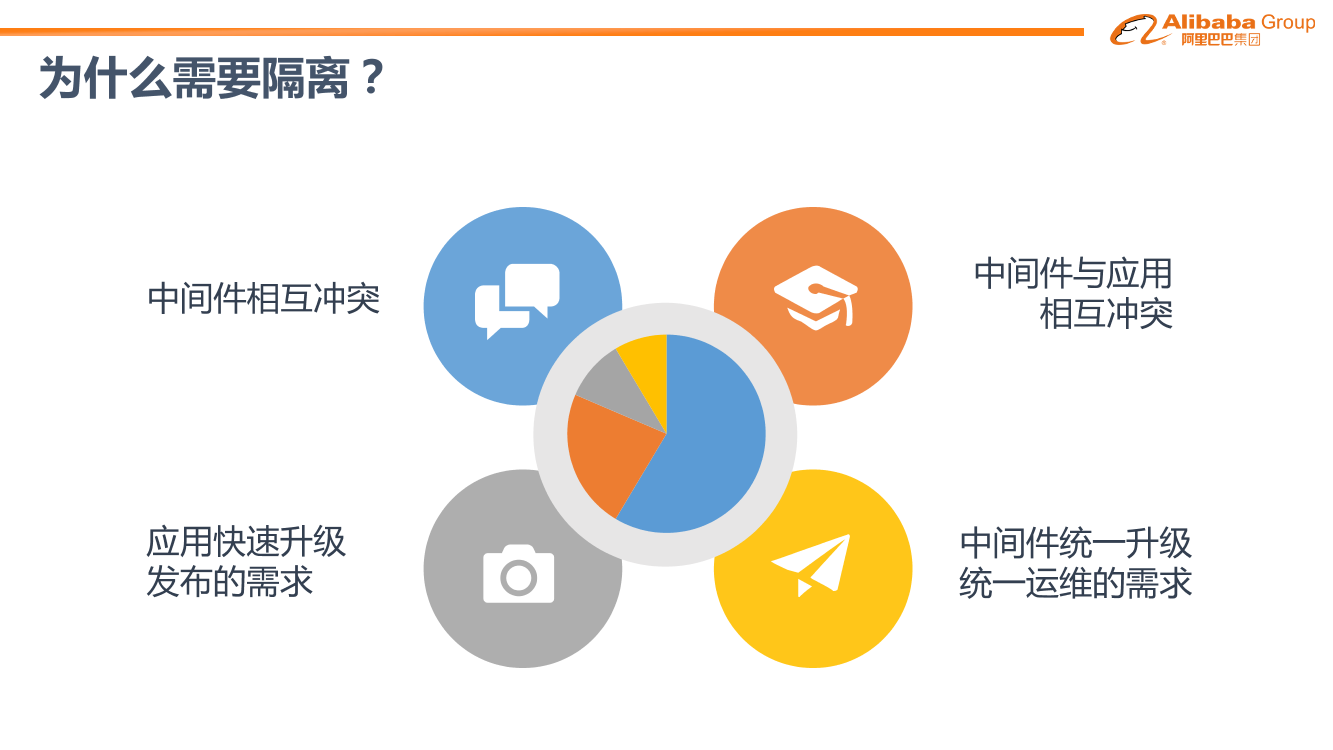 Alibaba Group
阿里巴巴集团
为什么需要隔离？
中间件相互冲突
中间件与应用
相互冲突
应用快速升级
发布的需求
中间件统一升级
统一运维的需求